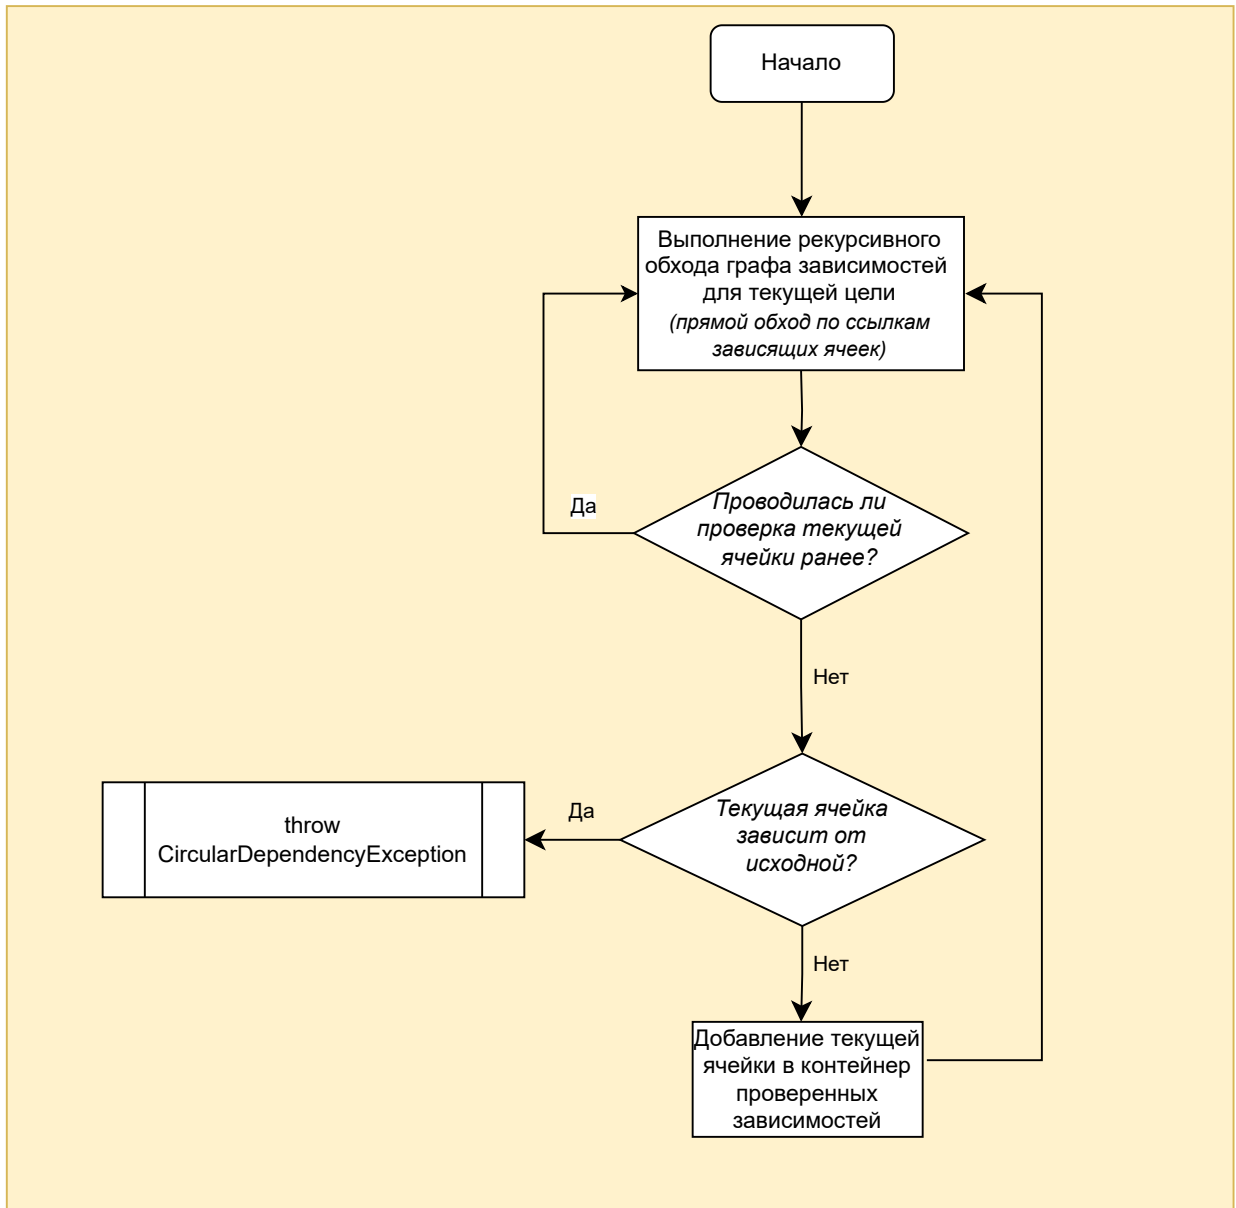 Начало
Выполнение рекурсивного
обхода графа зависимостей
для текущей цели
(прямой обход по ссылкам
зависящих ячеек)
Да
Проводилась ли
проверка текущей
ячейки ранее?
Нет
throw
CircularDependencyException
Да
Текущая ячейка
зависит от
исходной?
Нет
Добавление текущей
ячейки в контейнер
проверенных
зависимостей